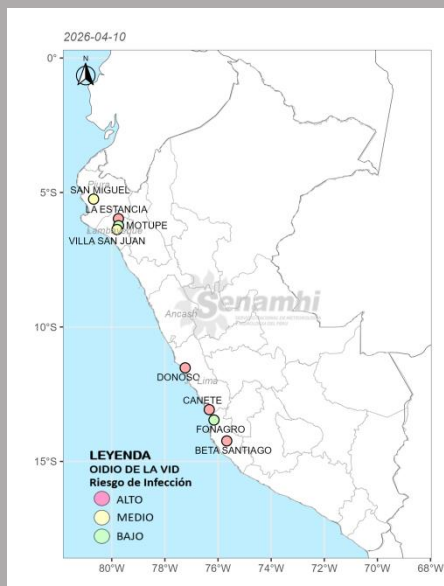 2026-04-10
N
0°
5°S
10°S
15°S
Piura
SAN MIGUEL
LA ESTANCIA
MOTUPE
Lambayeque
VILLA SAN JUAN
Senamhi
Ancash
DONOSO
Lima
CANETE
FONAGRO
BETA SANTIAGO
LEYENDA
OIDIO DE LA VID
Riesgo de Infección
ALTO
MEDIO
BAJO
80°W
78°W
76°W
74°W
72°W
70°W
68°W